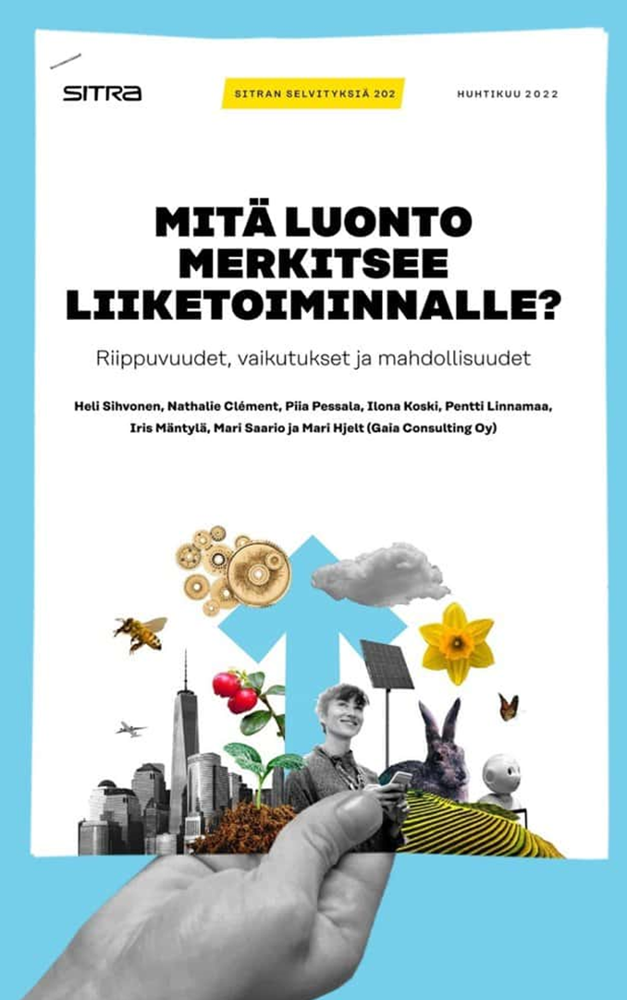 SITRA
SITRAN SELVITYKSIÄ 202
HUHTIKUU 2022
MITÄ LUONTO
MERKITSEE
LIIKETOIMINNALLE?
Riippuvuudet, vaikutukset ja mahdollisuudet
Heli Sihvonen, Nathalie Clément, Piia Pessala, Ilona Koski, Pentti Linnamaa,
Iris Mäntylä, Mari Saario ja Mari Hjelt (Gaia Consulting Oy)